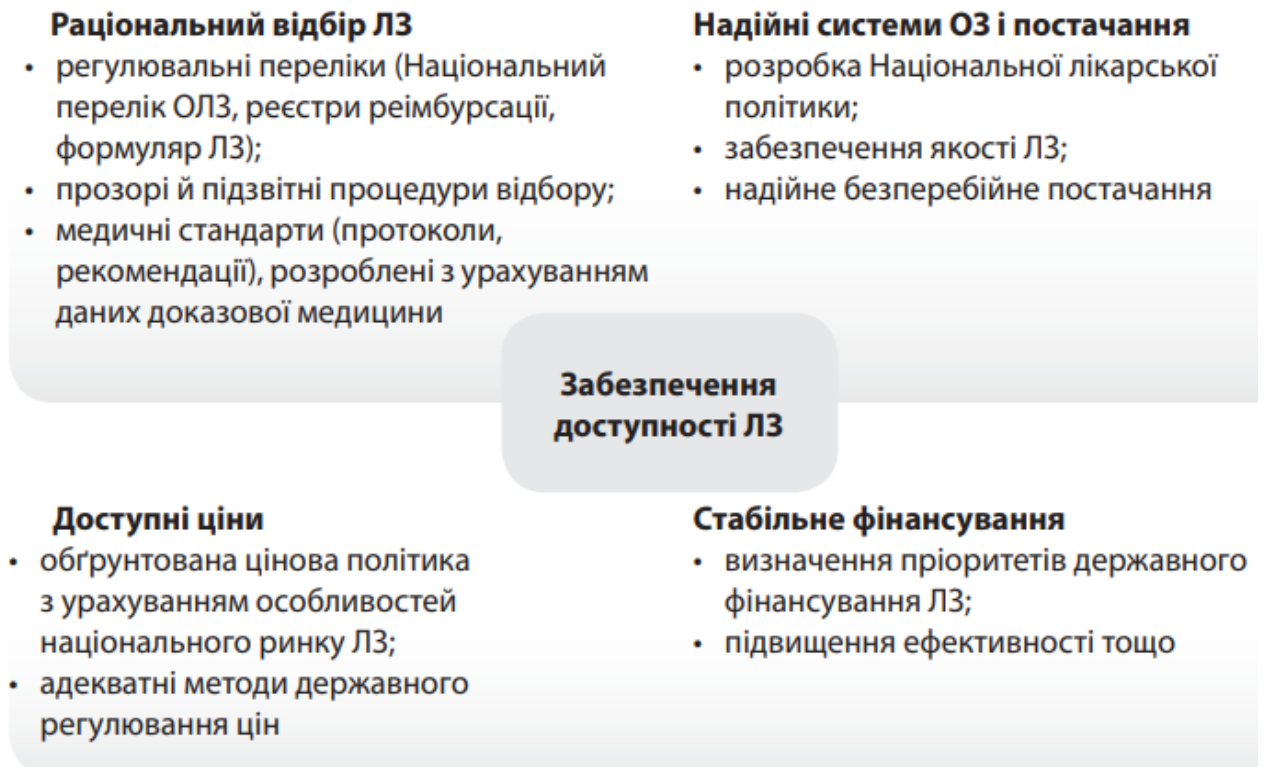 Раціональний відбір ЛЗ
• регулювальні переліки (Національний
перелік ОЛЗ, реєстри реімбурсації,
формуляр ЛЗ);
• прозорі й підзвітні процедури відбору;
• медичні стандарти (протоколи,
рекомендації), розроблені з урахуванням
даних доказової медицини
Надійні системи ОЗ і постачання
• розробка Національної лікарської
політики;
• забезпечення якості ЛЗ;
• надійне безперебійне постачання
Забезпечення
доступності ЛЗ
Доступні ціни
• обґрунтована цінова політика
з урахуванням особливостей
національного ринку ЛЗ;
• адекватні методи державного
регулювання цін
Стабільне фінансування
• визначення пріоритетів державного
фінансування ЛЗ;
• підвищення ефективності тощо